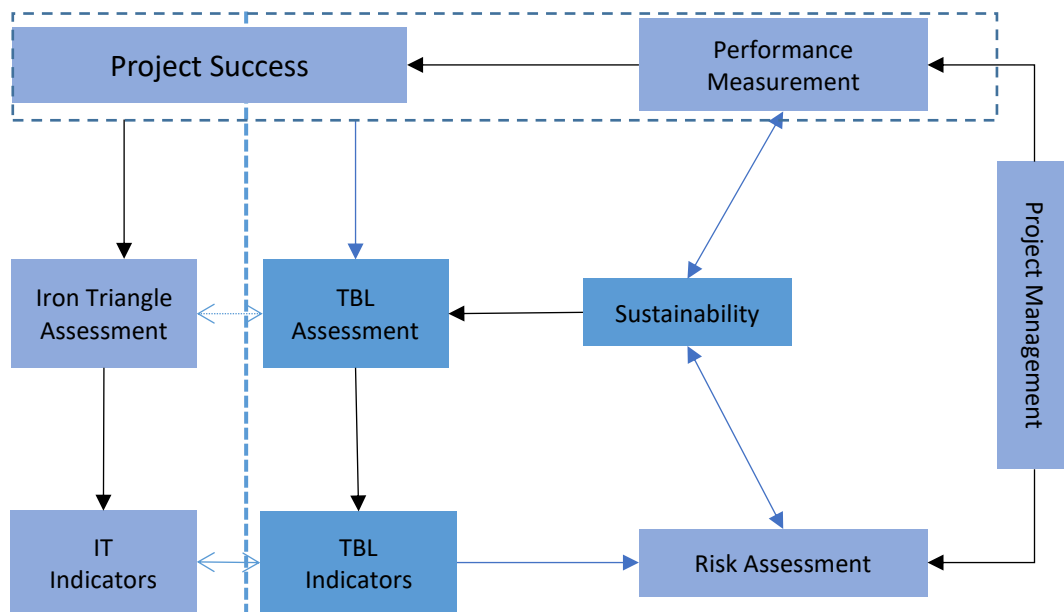 Project Success
Performance
Measurement
Project Management
Iron Triangle
Assessment
TBL
Assessment
Sustainability
IT
Indicators
TBL
Indicators
Risk Assessment